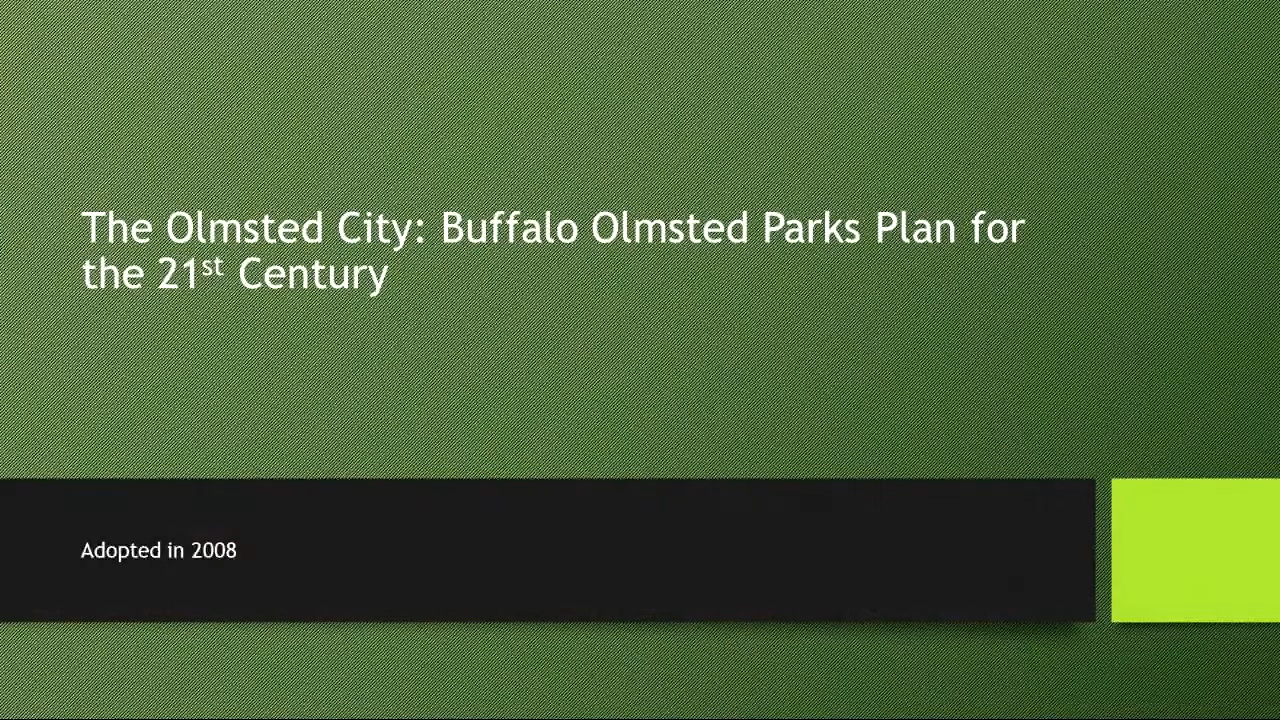 The Olmsted City: Buffalo Olmsted Parks Plan for
the 21st Century
Adopted in 2008